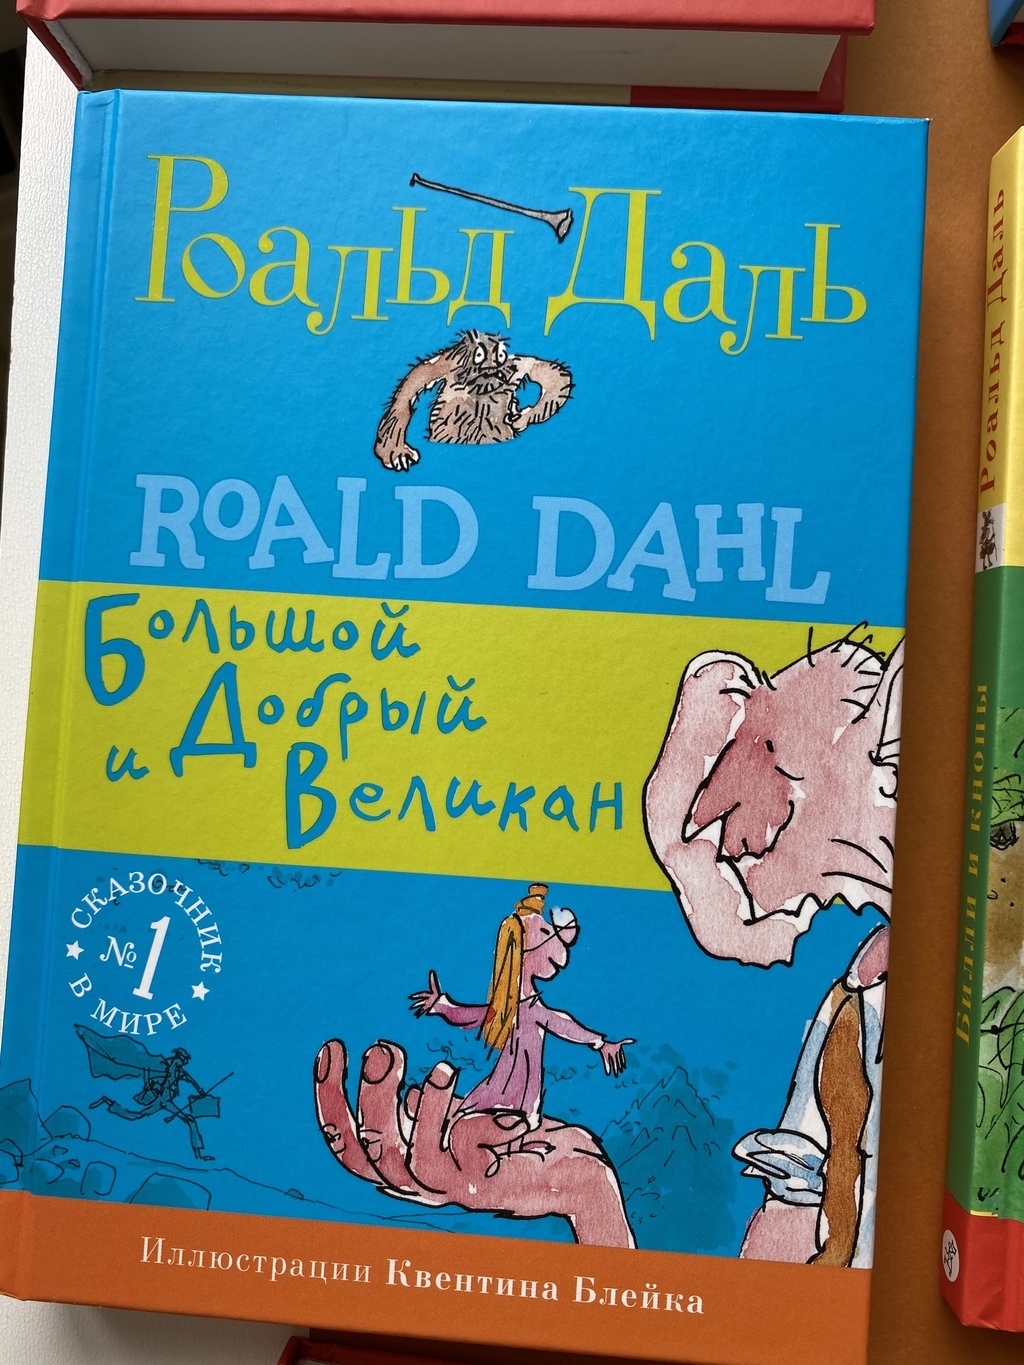 Роальд Даль
ROALD DAHL
Большой
и Добрый
Великан
СКАЗОЧНИК
№1
В МИРЕ
Иллюстрации Квентина Блейка
Роальд Даль
Билли и кнопы